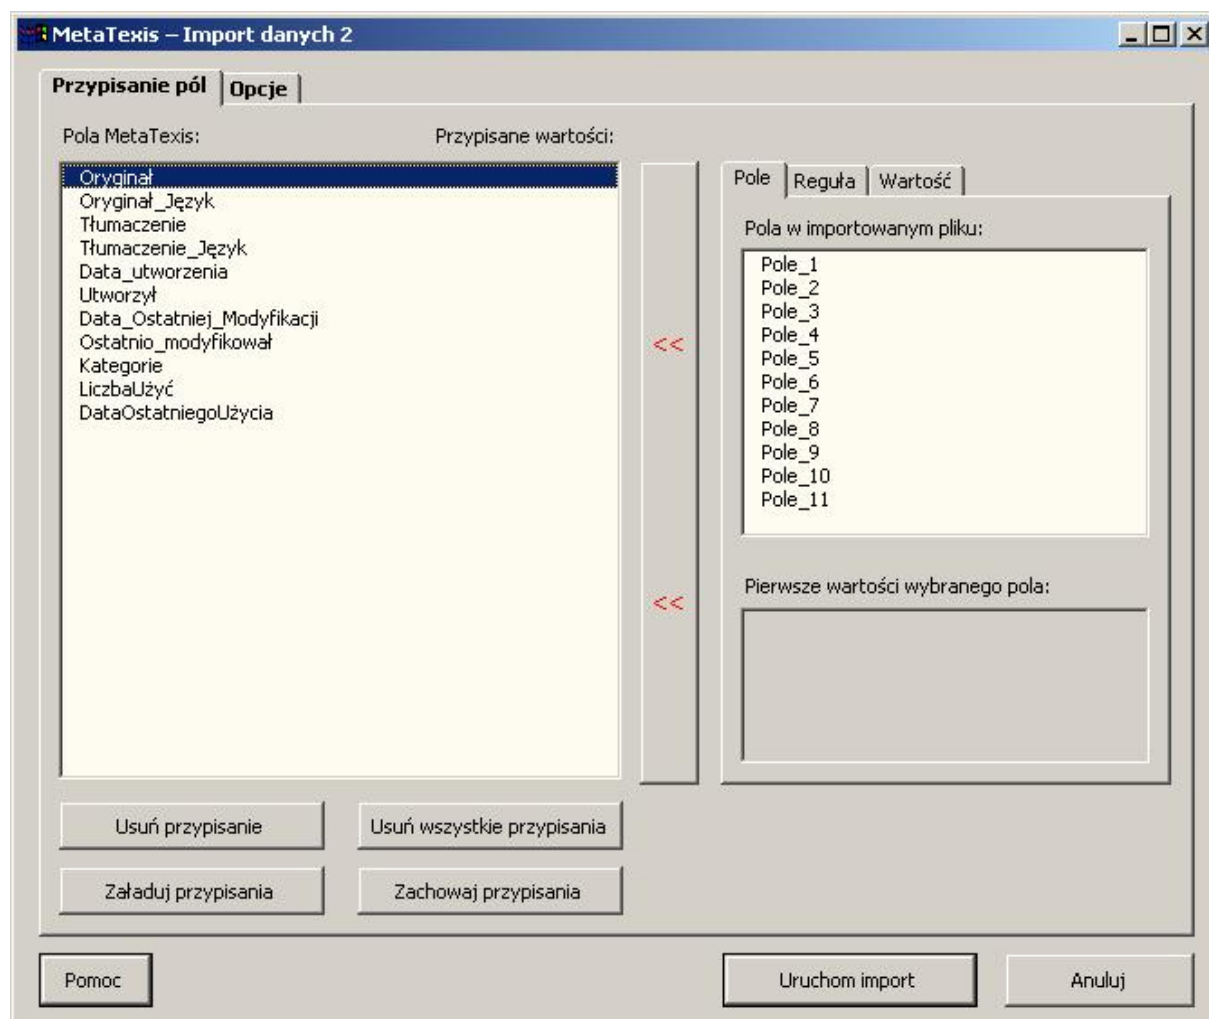 MetaTexis – Import danych 2
Przypisanie pól Opcje
Pola MetaTexis: Przypisane wartości:
Oryginał
Oryginał_Język
Tłumaczenie
Tłumaczenie_Język
Data_utworzenia
Utworzył
Data_Ostatniej_Modyfikacji
Ostatnio_modyfikował
Kategorie
LiczbaUżyć
DataOstatniegoUżycia
<<
<<
Pole Reguła Wartość
Pola w importowanym pliku:
Pole_1
Pole_2
Pole_3
Pole_4
Pole_5
Pole_6
Pole_7
Pole_8
Pole_9
Pole_10
Pole_11
Pierwsze wartości wybranego pola:
Usuń przypisanie Usuń wszystkie przypisania
Załaduj przypisania Zachowaj przypisania
Pomoc Uruchom import Anuluj